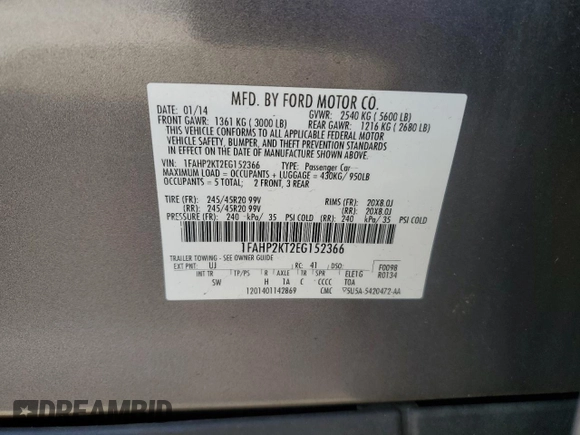 MFD. BY FORD MOTOR CO.
DATE: 01/14 GVWR: 2540 KG ( 5600 LB)
FRONT GAWR: 1361 KG ( 3000 LB) REAR GAWR: 1216 KG ( 2680 LB)
THIS VEHICLE CONFORMS TO ALL APPLICABLE FEDERAL MOTOR
VEHICLE SAFETY, BUMPER, AND THEFT PREVENTION STANDARDS
IN EFFECT ON THE DATE OF MANUFACTURE SHOWN ABOVE.
VIN: 1FAHP2KT2EG152366 TYPE: Passenger Car
MAXIMUM LOAD = OCCUPANTS + LUGGAGE = 430KG/ 950LB
OCCUPANTS = 5 TOTAL; 2 FRONT, 3 REAR
TIRE (FR): 245/45R20 99V RIMS (FR): 20X8.0J
(RR): 245/45R20 99V (RR): 20X8.0J
PRESSURE (FR): 240 kPa/ 35 PSI COLD (RR): 240 kPa/ 35 PSI COLD
1FAHP2KT2EG152366
TRAILER TOWING - SEE OWNER GUIDE
EXT PNT: UJ RC: 41 DSO: F0098
INT TR TP/PS R AXLE TR SPR ELE1G R0134
SW H 1A C CCCC TOA
1201401142869 CMC 5U5A-5420472-AA
DREAMBID